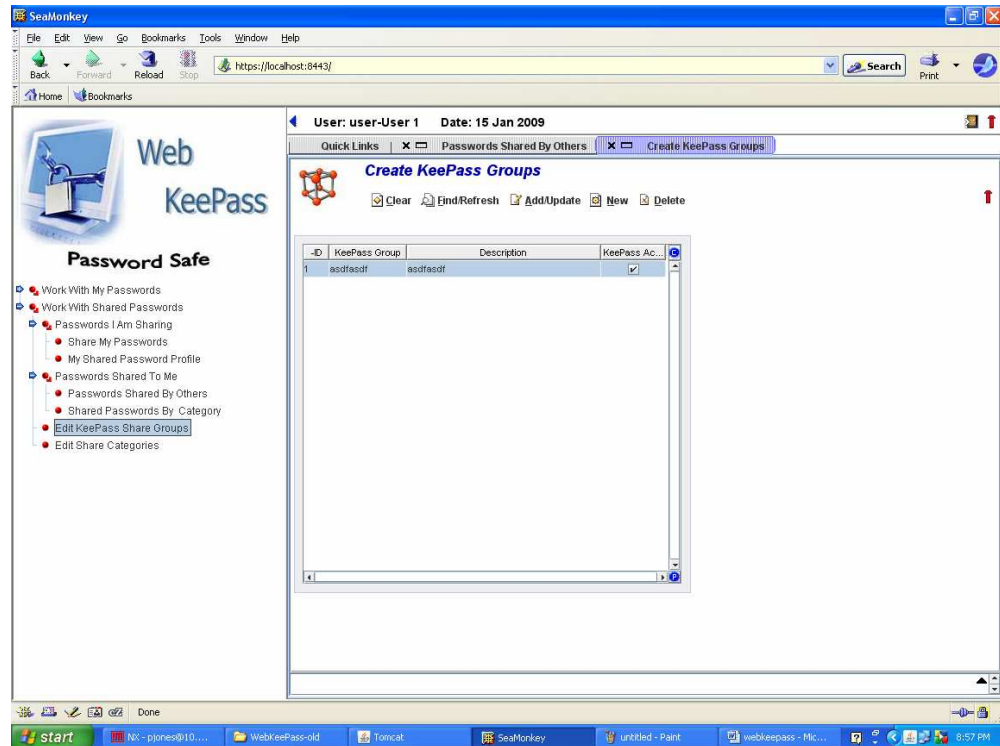 SeaMonkey
File Edit View Go Bookmarks Tools Window Help
Back Forward Reload Stop https://localhost:8443/ Search Print
Home Bookmarks
Web
KeePass
Password Safe
Work With My Passwords
Work With Shared Passwords
Passwords I Am Sharing
Share My Passwords
My Shared Password Profile
Passwords Shared To Me
Passwords Shared By Others
Shared Passwords By Category
Edit KeePass Share Groups
Edit Share Categories
User: user-User 1 Date: 15 Jan 2009
Quick Links Passwords Shared By Others Create KeePass Groups
Create KeePass Groups
Clear Find/Refresh Add/Update New Delete
-ID KeePass Group Description KeePass Ac...
1 asdfasdf asdfasdf
Done
start NX - pjones@10.... WebKeePass-old Tomcat SeaMonkey untitled - Paint webkeepass - Mic... 8:57 PM